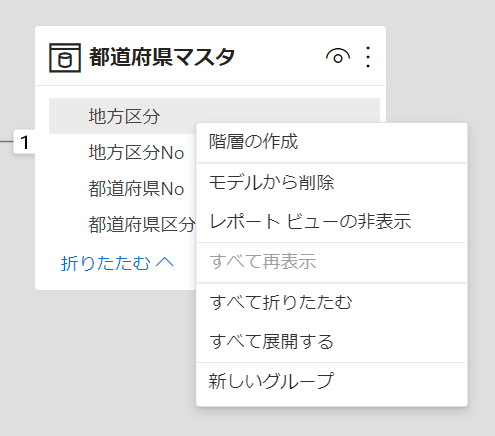 都道府県マスタ
1
地方区分
地方区分No
都道府県No
都道府県区分
折りたたむ
階層の作成
モデルから削除
レポート ビューの非表示
すべて再表示
すべて折りたたむ
すべて展開する
新しいグループ